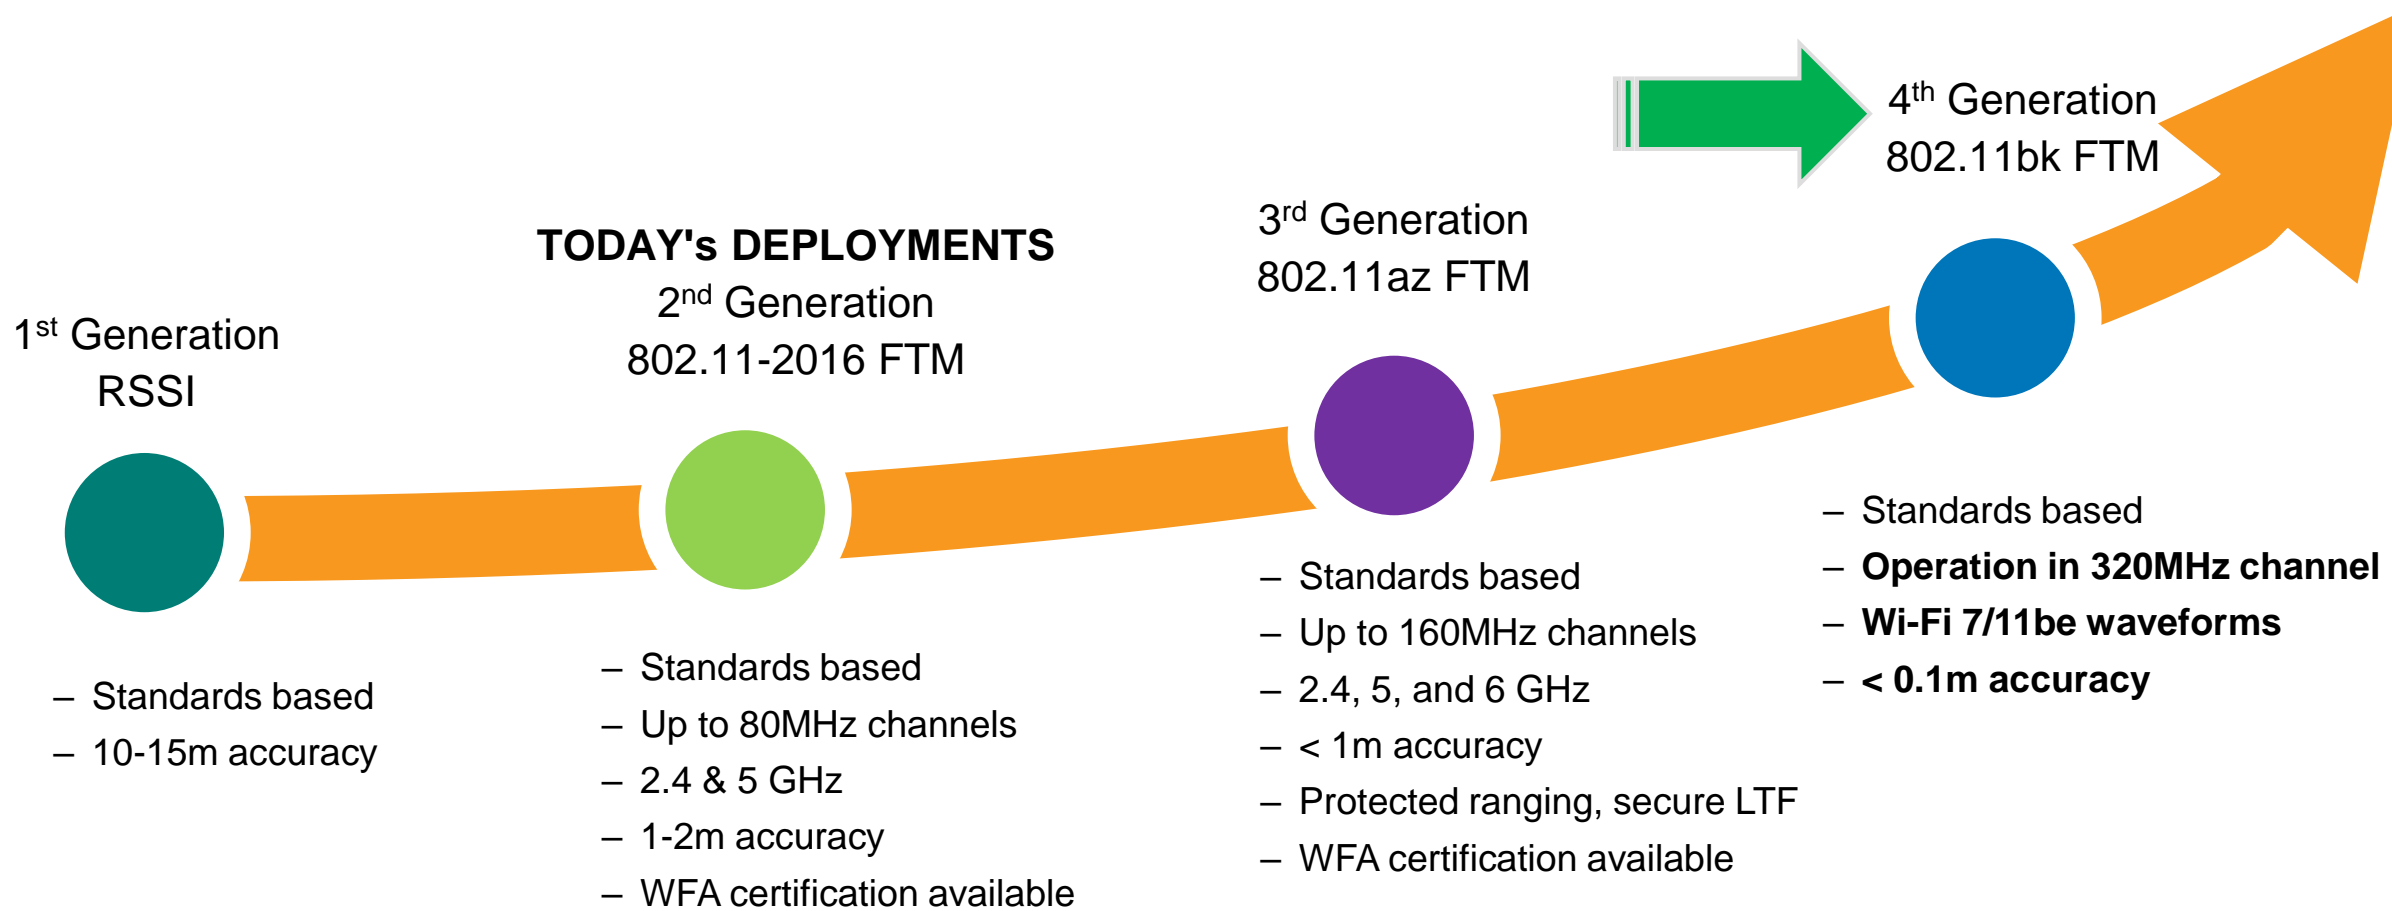 1st Generation
RSSI
– Standards based
– 10-15m accuracy
TODAY's DEPLOYMENTS
2nd Generation
802.11-2016 FTM
– Standards based
– Up to 80MHz channels
– 2.4 & 5 GHz
– 1-2m accuracy
– WFA certification available
3rd Generation
802.11az FTM
– Standards based
– Up to 160MHz channels
– 2.4, 5, and 6 GHz
– < 1m accuracy
– Protected ranging, secure LTF
– WFA certification available
4th Generation
802.11bk FTM
– Standards based
– Operation in 320MHz channel
– Wi-Fi 7/11be waveforms
– < 0.1m accuracy